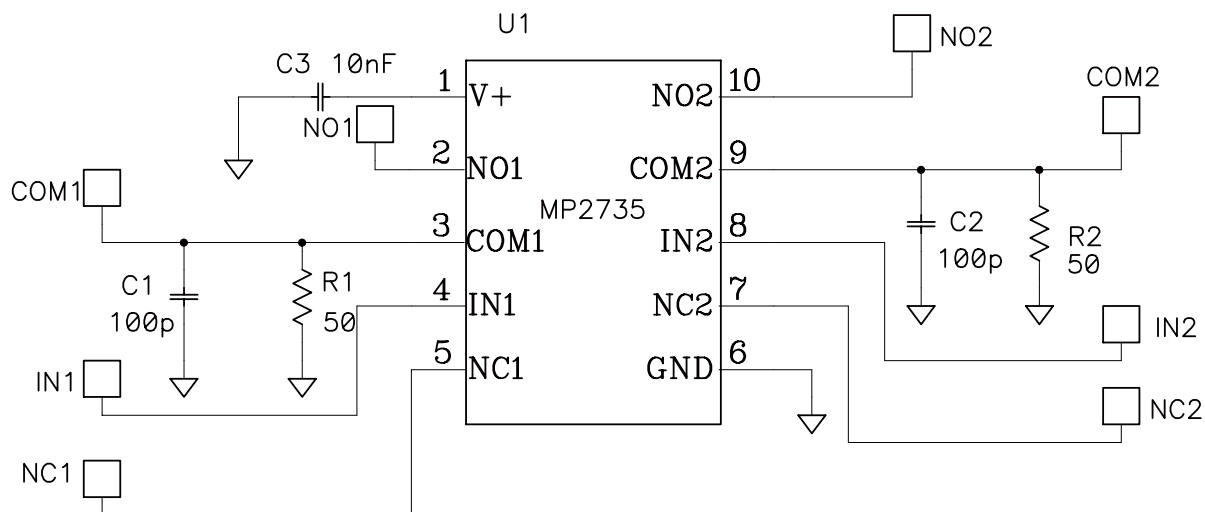 U1
NO2
C3 10nF
COM2
1 V+ NO2 10
NO1
2 NO1 COM2 9
COM1
MP2735
3 COM1 IN2 8
C2
100p
R2
50
C1
100p
R1
50
4 IN1 NC2 7
IN2
5 NC1 GND 6
IN1
NC2
NC1